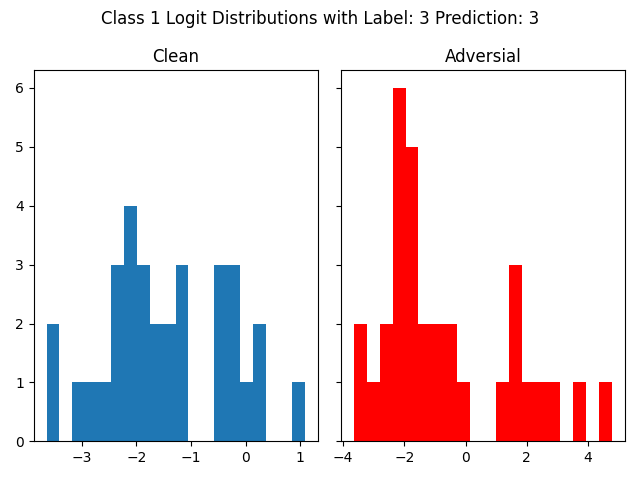 Class 1 Logit Distributions with Label: 3 Prediction: 3
Clean
Adversial
6
5
4
3
2
1
0
−3 −2 −1 0 1
−4 −2 0 2 4